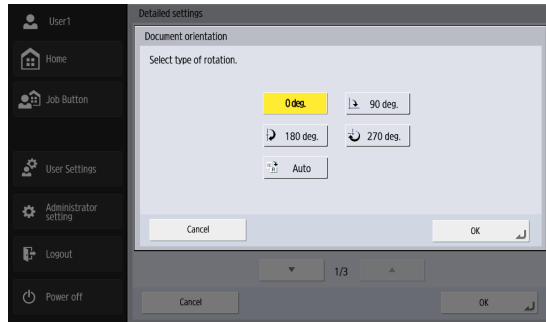 User1
Home
Job Button
User Settings
Administrator
setting
Logout
Power off
Detailed settings
Document orientation
Select type of rotation.
0 deg.
90 deg.
180 deg.
270 deg.
Auto
Cancel
OK
1/3
Cancel
OK